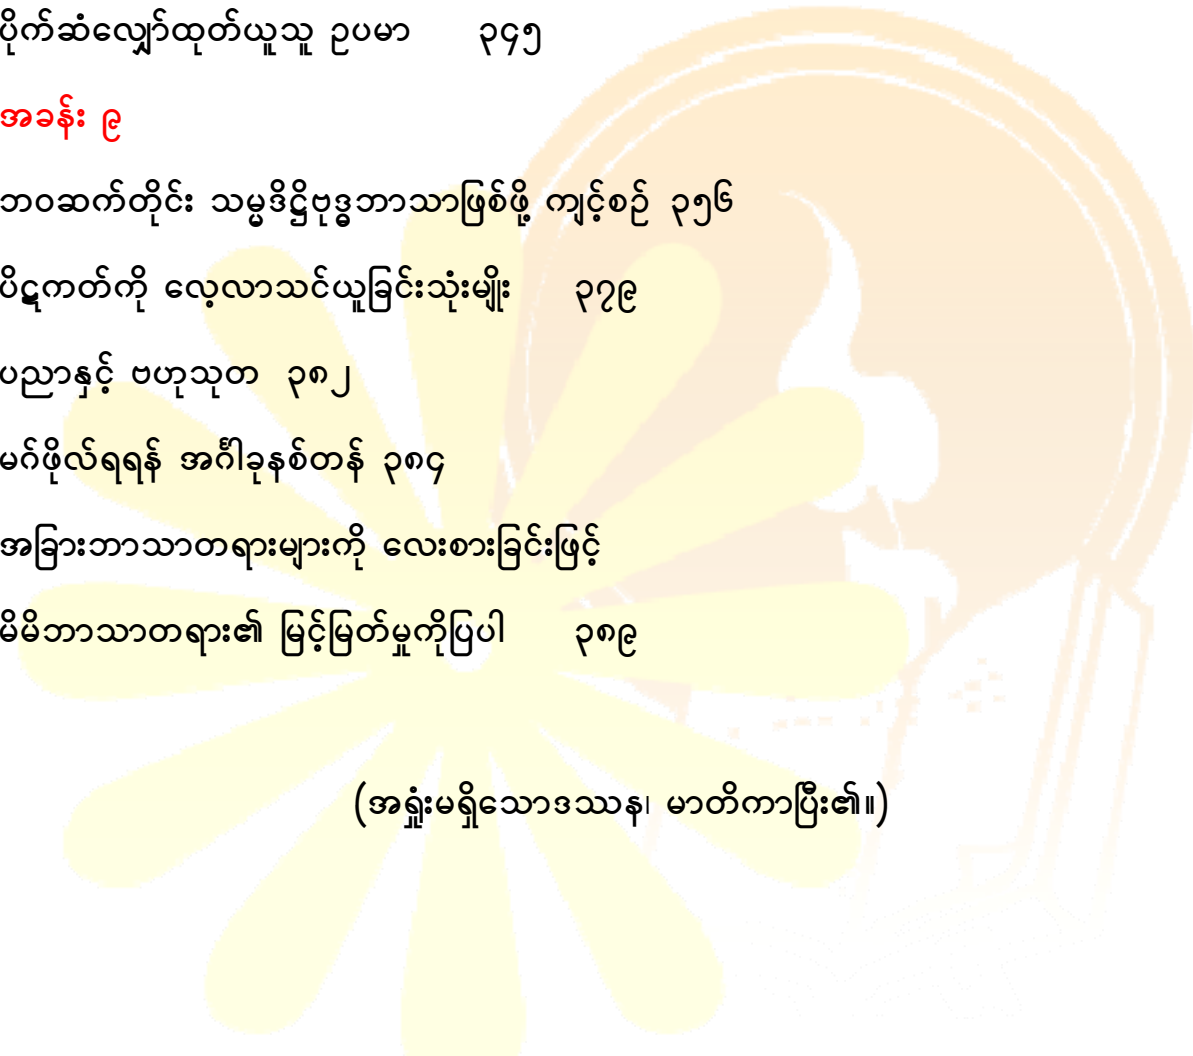 ပိုက်ဆံလျှော်ထုတ်ယူသူ ဥပမာ ၃၄၅
အခန်း ၉
ဘဝဆက်တိုင်း သမ္မဒိဋ္ဌိဗုဒ္ဓဘာသာဖြစ်ဖို့ ကျင့်စဉ် ၃၅၆
ပိဋကတ်ကို လေ့လာသင်ယူခြင်းသုံးမျိုး ၃၇၉
ပညာနှင့် ဗဟုသုတ ၃၈၂
မဂ်ဖိုလ်ရရန် အင်္ဂါခုနစ်တန် ၃၈၄
အခြားဘာသာတရားများကို လေးစားခြင်းဖြင့်
မိမိဘာသာတရား၏ မြင့်မြတ်မှုကိုပြပါ ၃၈၉
(အရှုံးမရှိသောဒဿန၊ မာတိကာပြီး၏။)